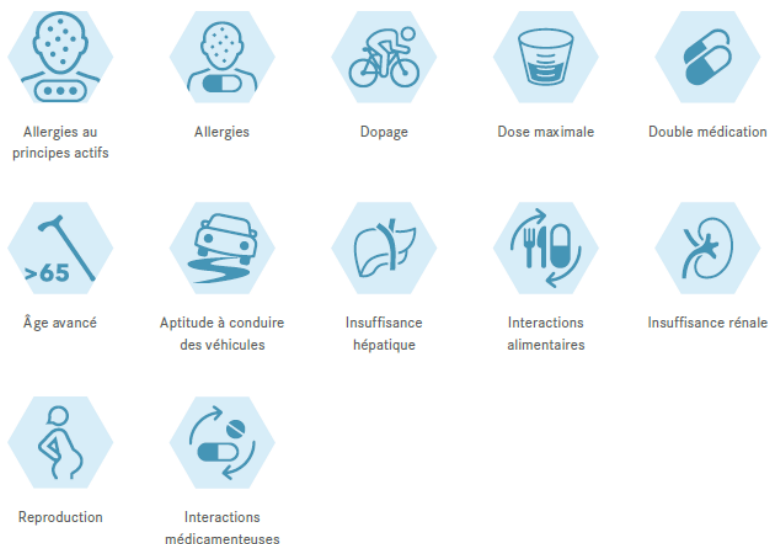 Allergies au
principes actifs
Allergies
Dopage
Dose maximale
Double médication
>65
Âge avancé
Aptitude à conduire
des véhicules
Insuffisance
hépatique
Interactions
alimentaires
Insuffisance rénale
Reproduction
Interactions
médicamenteuses